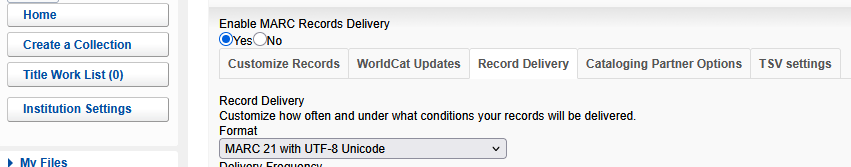 Home
Create a Collection
Title Work List (0)
Institution Settings
My Files
Enable MARC Records Delivery
Yes No
Customize Records WorldCat Updates Record Delivery Cataloging Partner Options TSV settings
Record Delivery
Customize how often and under what conditions your records will be delivered.
Format
MARC 21 with UTF-8 Unicode
Delivery Frequency